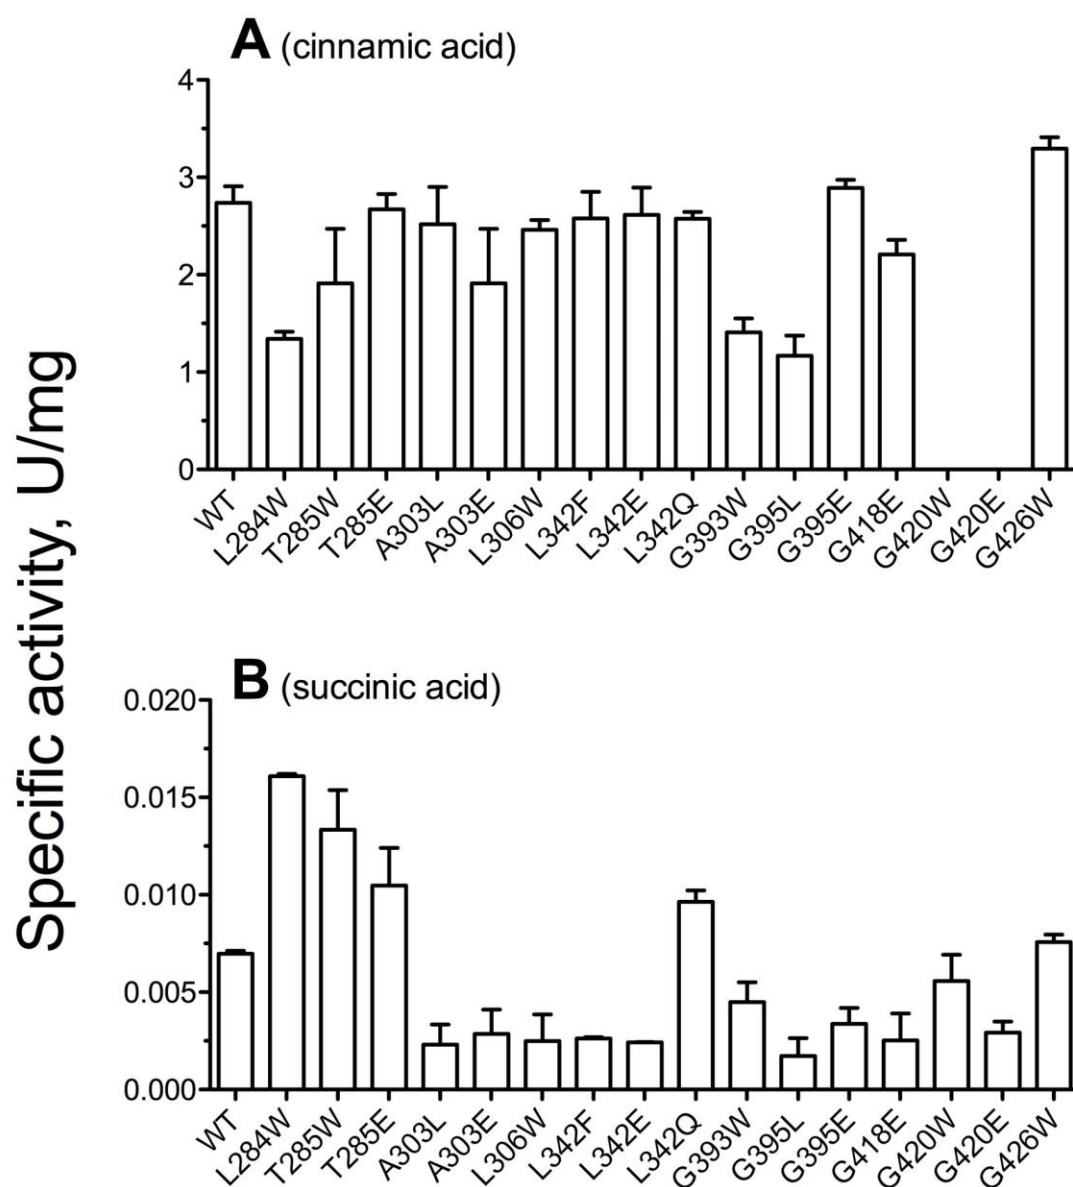 A (cinnamic acid)
4
3
2
1
0
WT
L284W
T285W
T285E
A303L
A303E
L306W
L342F
L342E
L342Q
G393W
G395L
G395E
G418E
G420W
G420E
G426W
Specific activity, U/mg
B (succinic acid)
0.020
0.015
0.010
0.005
0.000
WT
L284W
T285W
T285E
A303L
A303E
L306W
L342F
L342E
L342Q
G393W
G395L
G395E
G418E
G420W
G420E
G426W